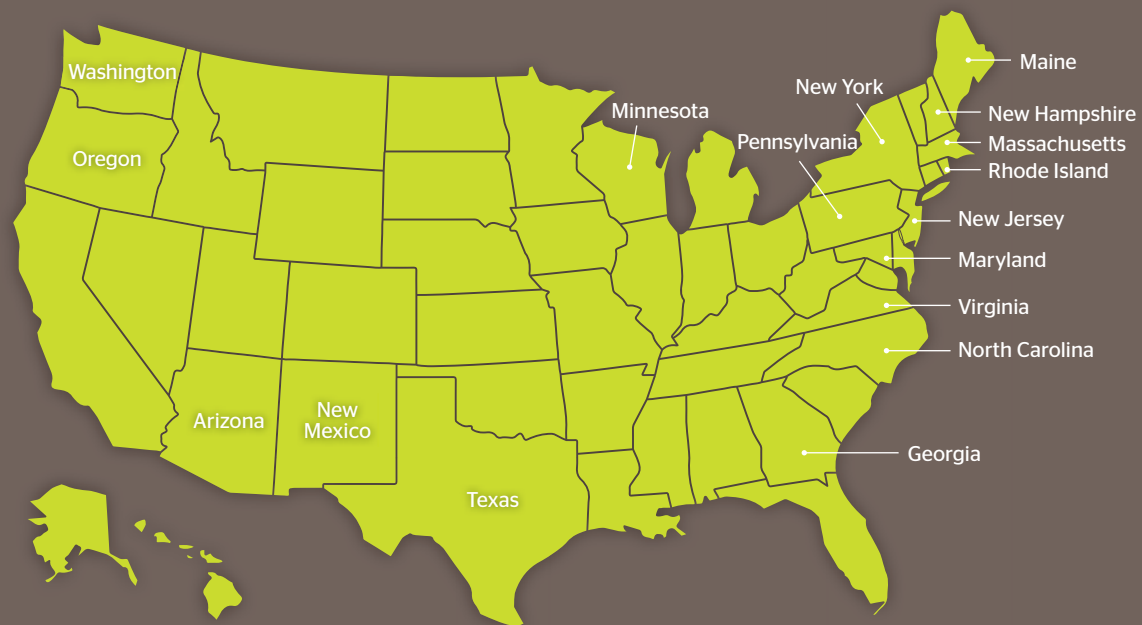 Washington
Oregon
Arizona
New
Mexico
Texas
Minnesota
New York
Pennsylvania
Maine
New Hampshire
Massachusetts
Rhode Island
New Jersey
Maryland
Virginia
North Carolina
Georgia